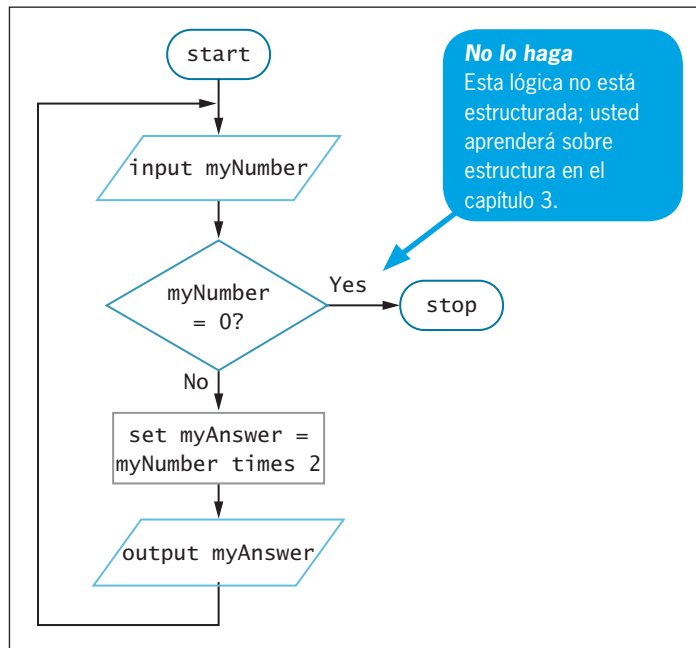 start
No lo haga
Esta lógica no está
estructurada; usted
aprenderá sobre
estructura en el
capítulo 3.
input myNumber
myNumber
= 0?
Yes
stop
No
set myAnswer =
myNumber times 2
output myAnswer